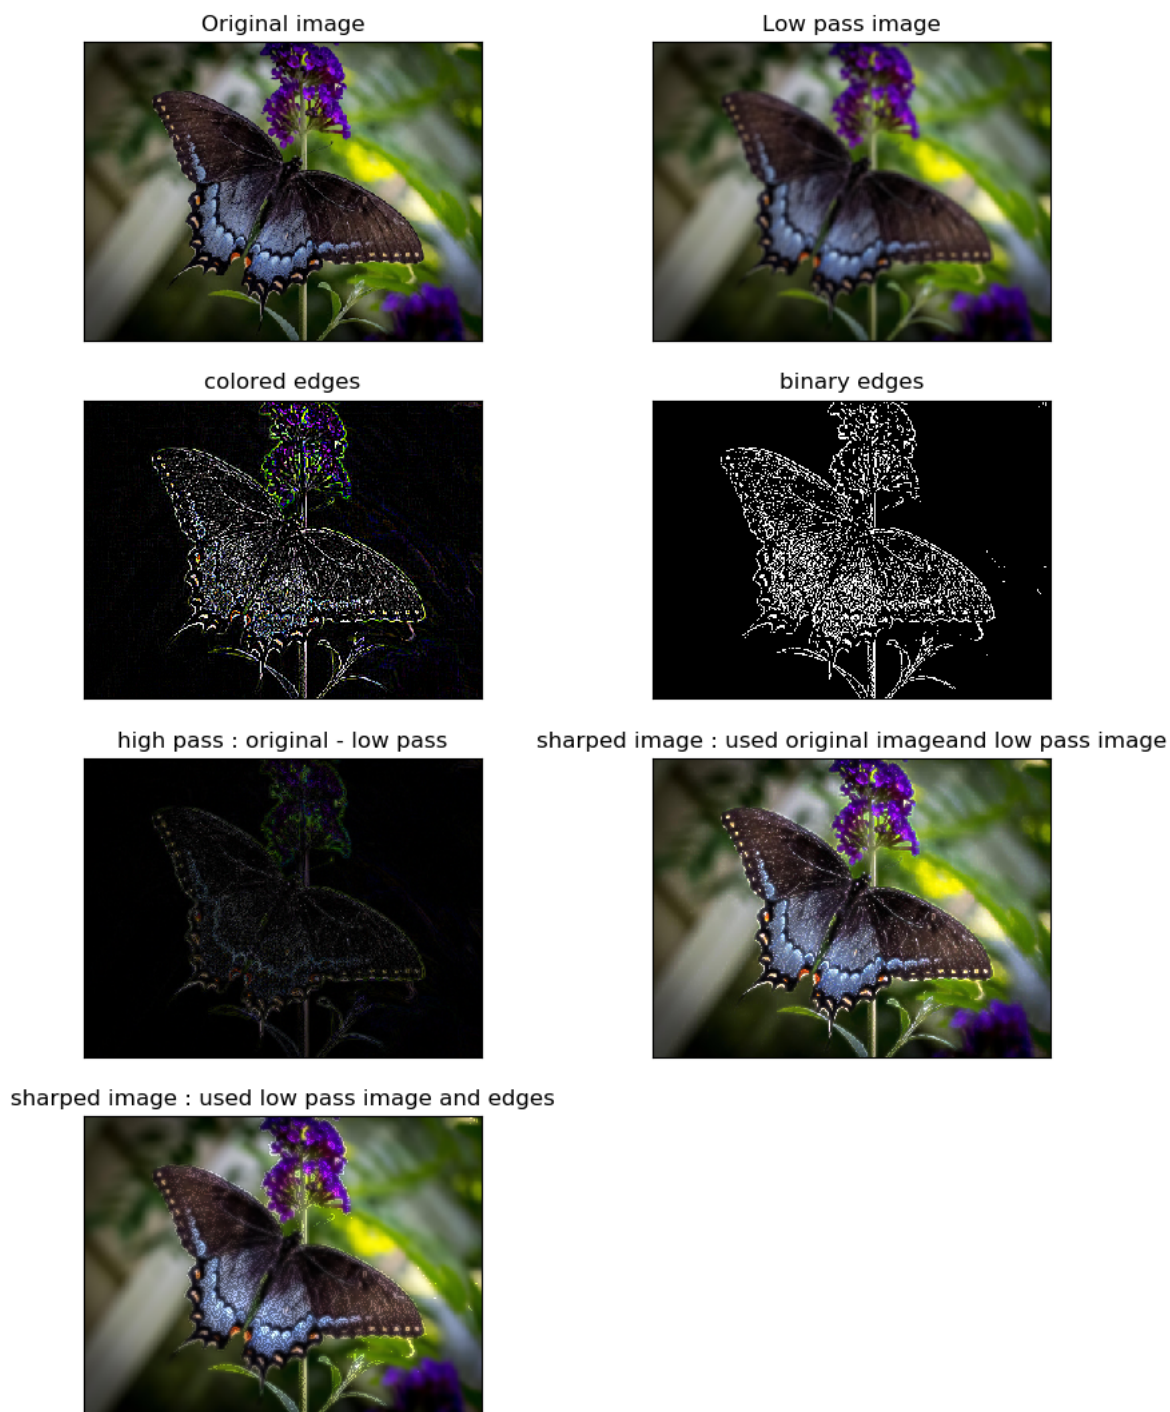 Original image
Low pass image
colored edges
binary edges
high pass : original - low pass
sharped image : used original imageand low pass image
sharped image : used low pass image and edges